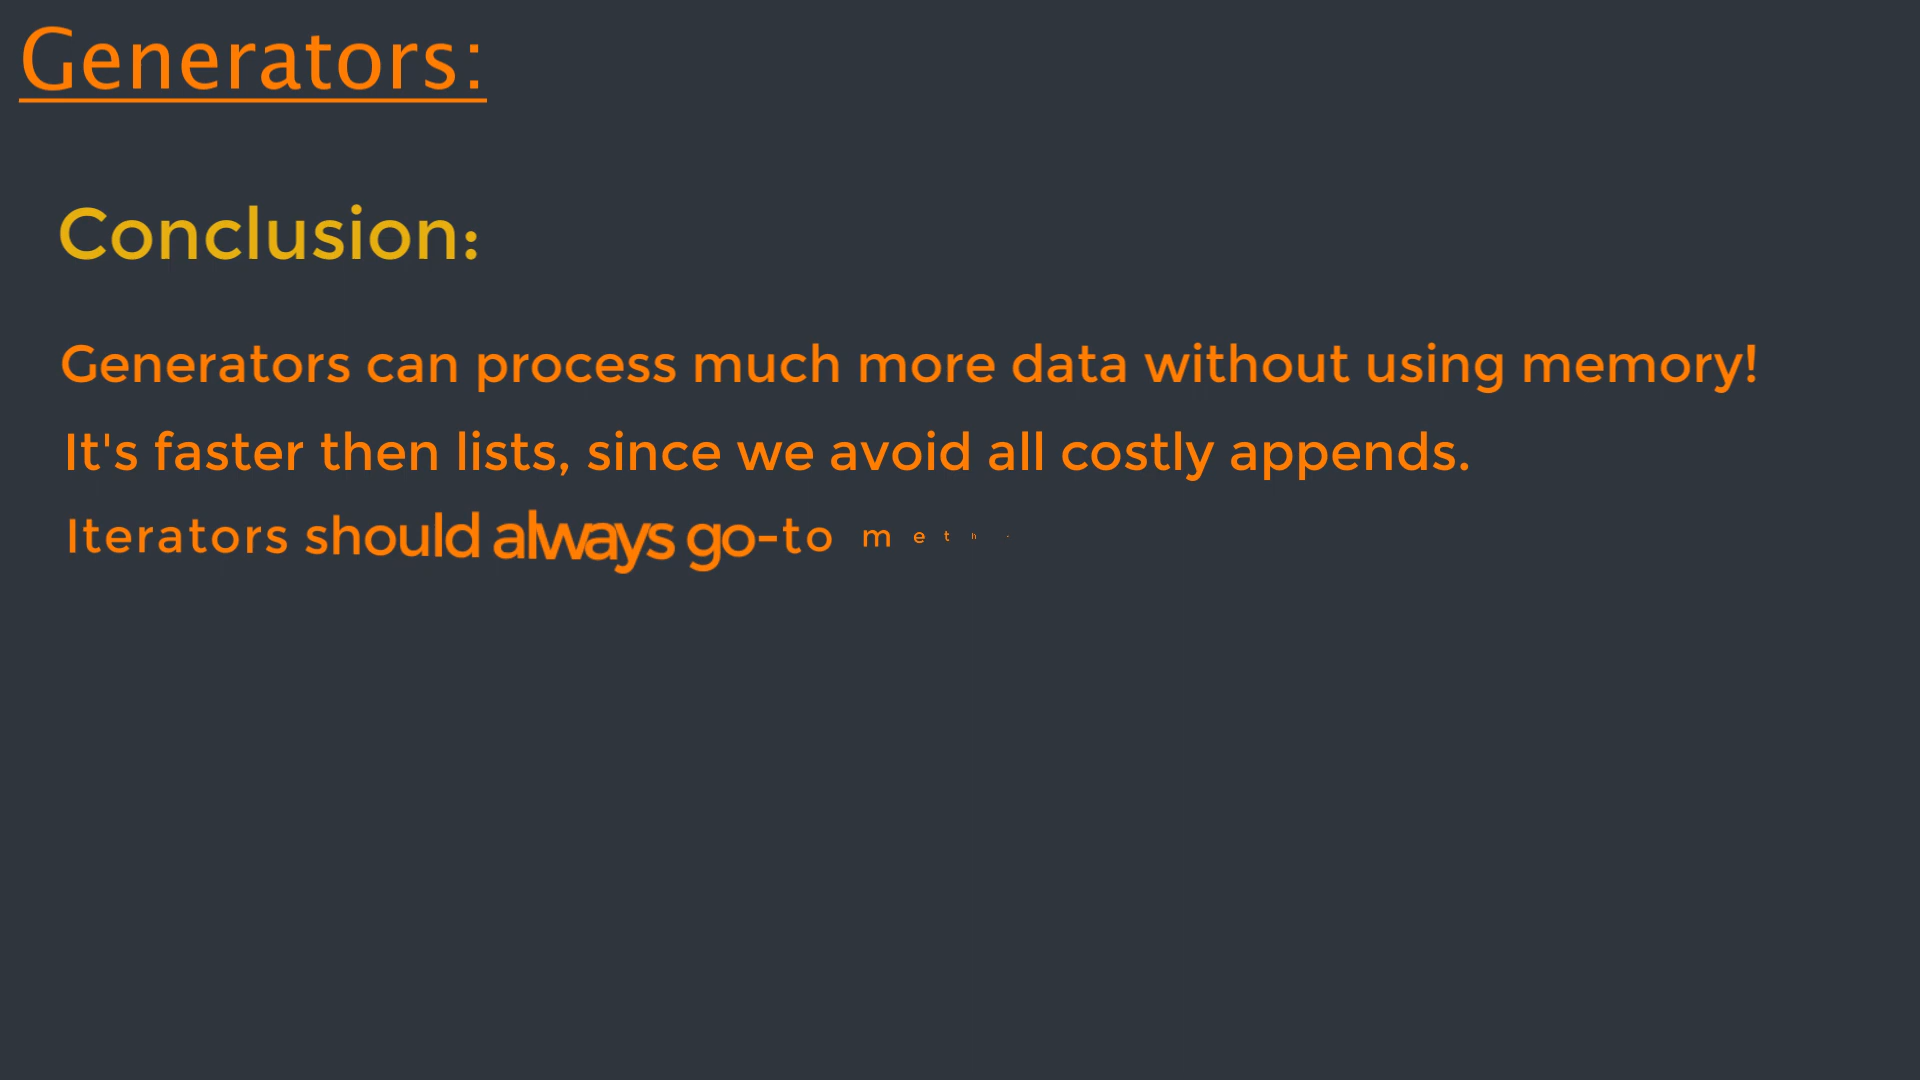 Generators:
Conclusion:
Generators can process much more data without using memory!
It's faster then lists, since we avoid all costly appends.
Iterators should always go-to meth